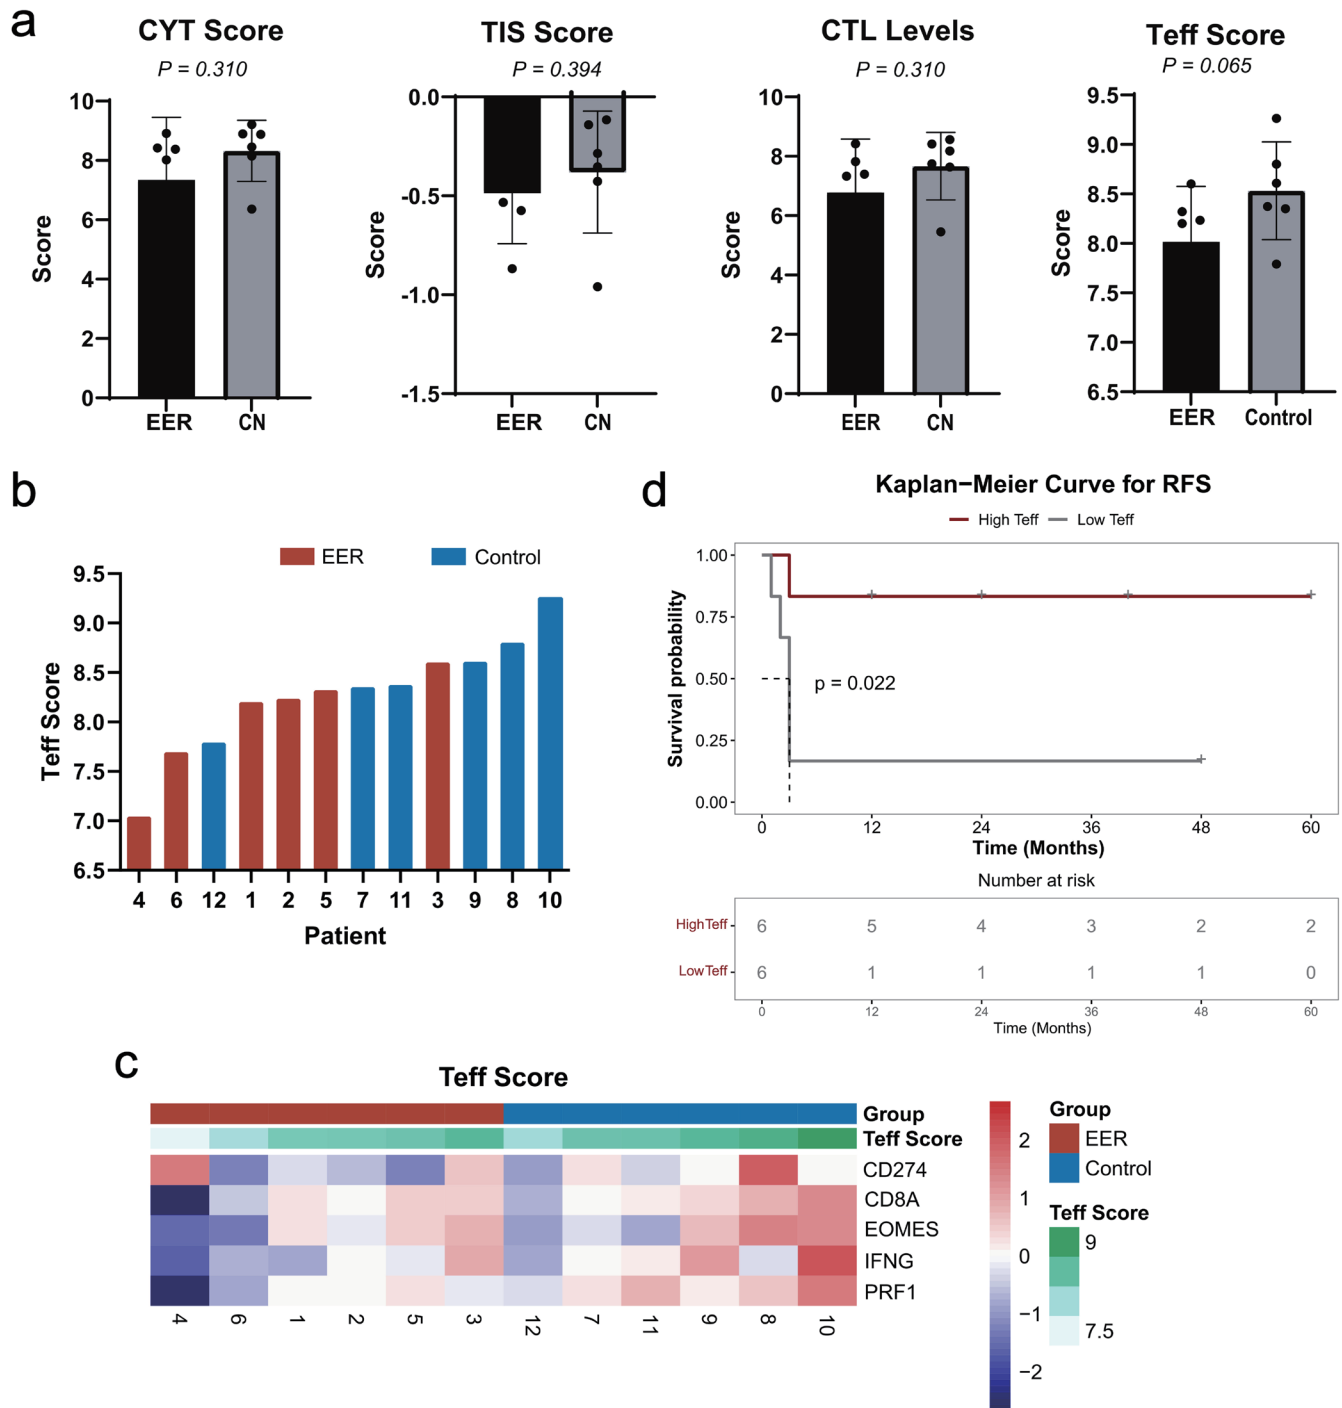 a
CYT Score
P = 0.310
Score
10
8
6
4
2
0
EER
CN
TIS Score
P = 0.394
Score
0.0
-0.5
-1.0
-1.5
EER
CN
CTL Levels
P = 0.310
Score
10
8
6
4
2
0
EER
CN
Teff Score
P = 0.065
Score
9.5
9.0
8.5
8.0
7.5
7.0
6.5
EER
Control
b
EER
Control
Teff Score
9.5
9.0
8.5
8.0
7.5
7.0
6.5
4 6 12 1 2 5 7 11 3 9 8 10
Patient
d
Kaplan−Meier Curve for RFS
High Teff Low Teff
Survival probability
1.00
0.75
0.50
0.25
0.00
p = 0.022
0 12 24 36 48 60
Time (Months)
Number at risk
HighTeff 6 5 4 3 2 2
LowTeff 6 1 1 1 1 0
0 12 24 36 48 60
Time (Months)
c
Teff Score
Group
Teff Score
CD274
CD8A
EOMES
IFNG
PRF1
4 6 1 2 5 3 12 7 11 9 8 10
2
1
0
−1
−2
Group
EER
Control
Teff Score
9
7.5